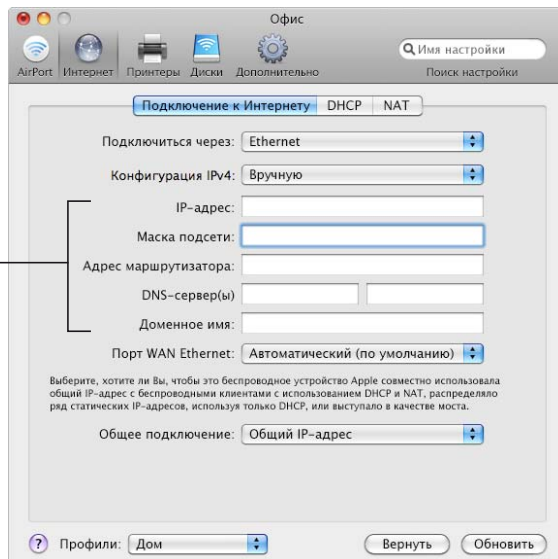 Офис
AirPort Интернет Принтеры Диски Дополнительно
Имя настройки
Поиск настройки
Подключение к Интернету DHCP NAT
Подключиться через: Ethernet
Конфигурация IPv4: Вручную
IP-адрес:
Маска подсети:
Адрес маршрутизатора:
DNS-сервер(ы)
Доменное имя:
Порт WAN Ethernet: Автоматический (по умолчанию)
Выберите, хотите ли Вы, чтобы это беспроводное устройство Apple совместно использовала
общий IP-адрес с беспроводными клиентами с использованием DHCP и NAT, распределяло
ряд статических IP-адресов, используя только DHCP, или выступало в качестве моста.
Общее подключение: Общий IP-адрес
? Профили: Дом Вернуть Обновить